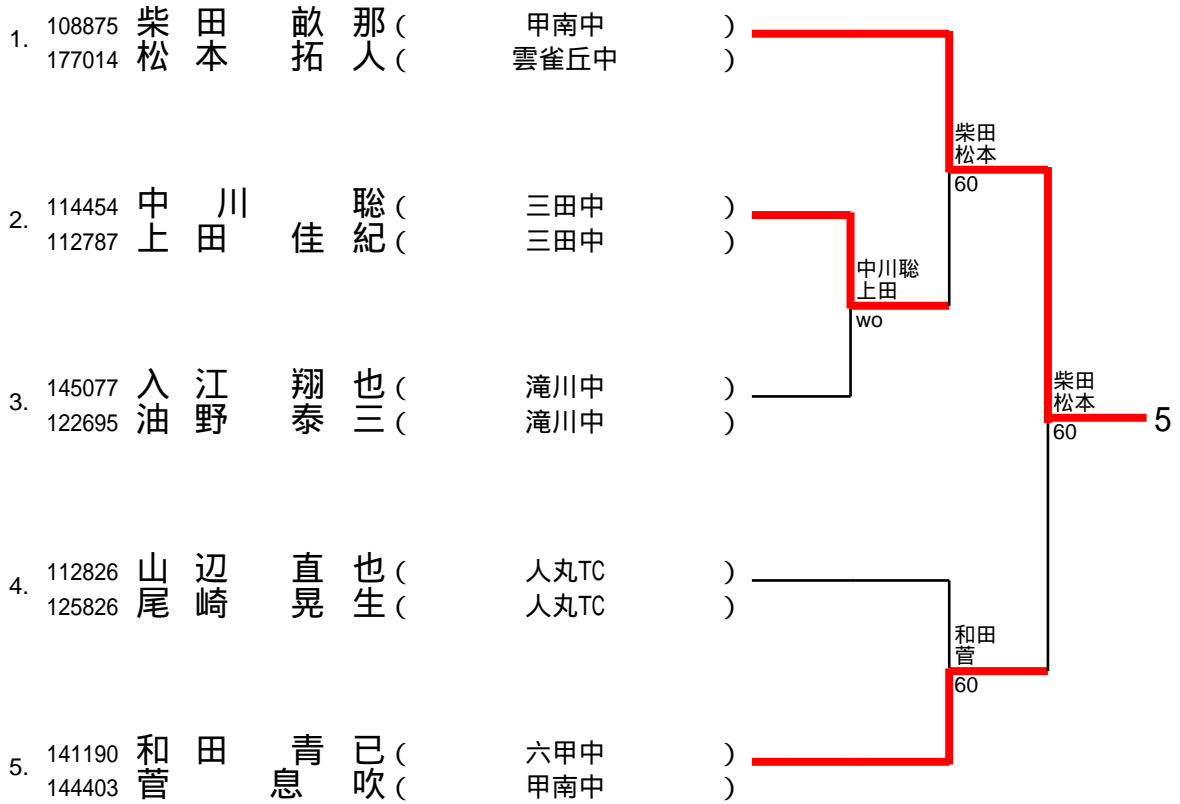 1. 108875 柴田 畝那 ( 甲南中 )
177014 松本 拓人 ( 雲雀丘中 )
柴田
松本
60
2. 114454 中川 聡 ( 三田中 )
112787 上田 佳紀 ( 三田中 )
中川聡
上田
wo
3. 145077 入江 翔也 ( 滝川中 )
122695 油野 泰三 ( 滝川中 )
柴田
松本
60
5
4. 112826 山辺 直也 ( 人丸TC )
125826 尾崎 晃生 ( 人丸TC )
和田
菅
60
5. 141190 和田 青已 ( 六甲中 )
144403 菅 息吹 ( 甲南中 )